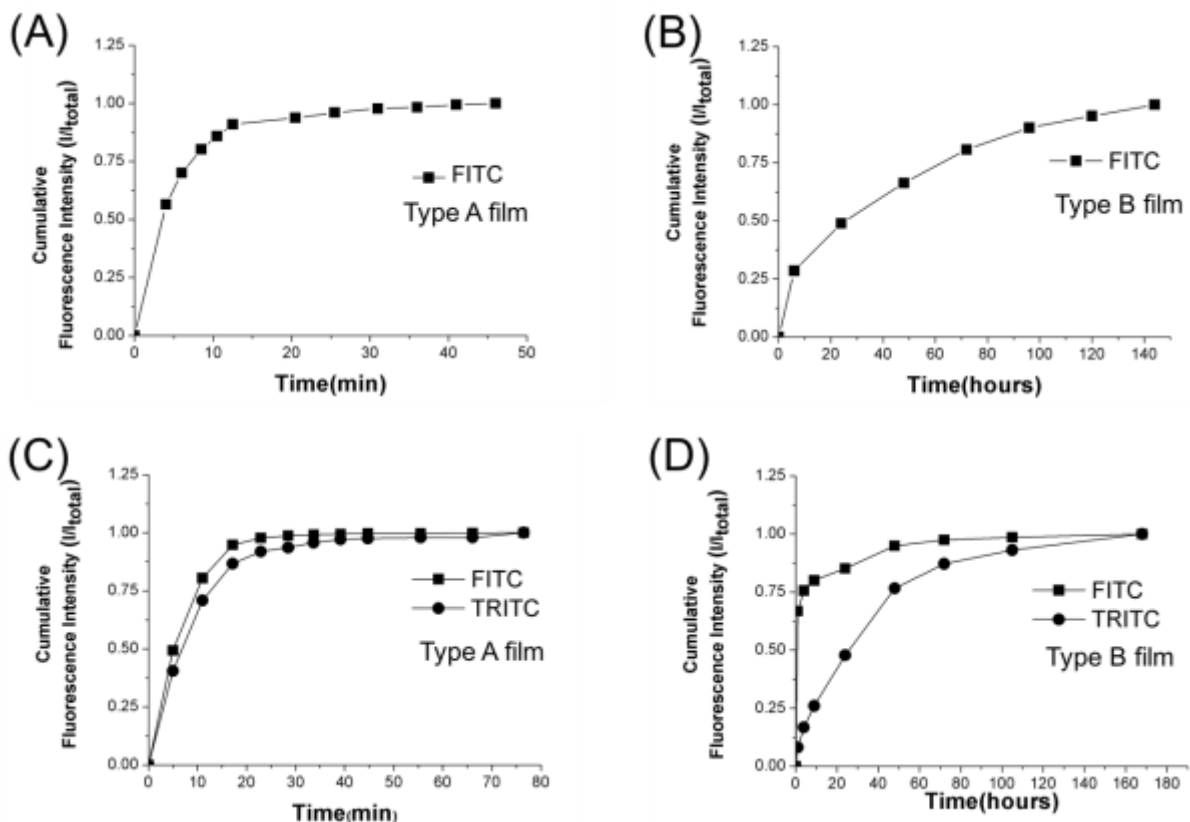 (A)
Cumulative
Fluorescence Intensity (I/I_total)
1.25
1.00
0.75
0.50
0.25
0.00
FITC
Type A film
0 10 20 30 40 50
Time(min)
(B)
Cumulative
Fluorescence Intensity (I/I_total)
1.25
1.00
0.75
0.50
0.25
0.00
FITC
Type B film
0 20 40 60 80 100 120 140
Time(hours)
(C)
Cumulative
Fluorescence Intensity (I/I_total)
1.25
1.00
0.75
0.50
0.25
0.00
FITC
TRITC
Type A film
0 10 20 30 40 50 60 70 80
Time(min)
(D)
Cumulative
Fluorescence Intensity (I/I_total)
1.25
1.00
0.75
0.50
0.25
0.00
FITC
TRITC
Type B film
0 20 40 60 80 100 120 140 160 180
Time(hours)